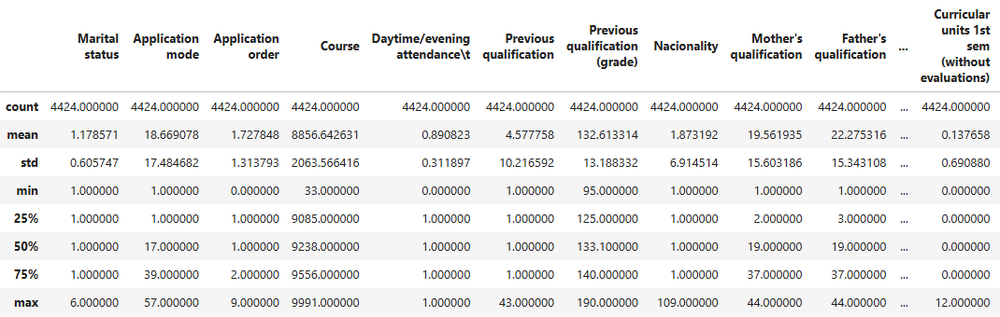 Marital status Application mode Application order Course Daytime/evening attendance\t Previous qualification Previous qualification (grade) Nacionality Mother's qualification Father's qualification ... Curricular units 1st sem (without evaluations)
count 4424.000000 4424.000000 4424.000000 4424.000000 4424.000000 4424.000000 4424.000000 4424.000000 4424.000000 4424.000000 ... 4424.000000
mean 1.178571 18.669078 1.727848 8856.642631 0.890823 4.577758 132.613314 1.873192 19.561935 22.275316 ... 0.137658
std 0.605747 17.484682 1.313793 2063.566416 0.311897 10.216592 13.188332 6.914514 15.603186 15.343108 ... 0.690880
min 1.000000 1.000000 0.000000 33.000000 0.000000 1.000000 95.000000 1.000000 1.000000 1.000000 ... 0.000000
25% 1.000000 1.000000 1.000000 9085.000000 1.000000 1.000000 125.000000 1.000000 2.000000 3.000000 ... 0.000000
50% 1.000000 17.000000 1.000000 9238.000000 1.000000 1.000000 133.100000 1.000000 19.000000 19.000000 ... 0.000000
75% 1.000000 39.000000 2.000000 9556.000000 1.000000 1.000000 140.000000 1.000000 37.000000 37.000000 ... 0.000000
max 6.000000 57.000000 9.000000 9991.000000 1.000000 43.000000 190.000000 109.000000 44.000000 44.000000 ... 12.000000